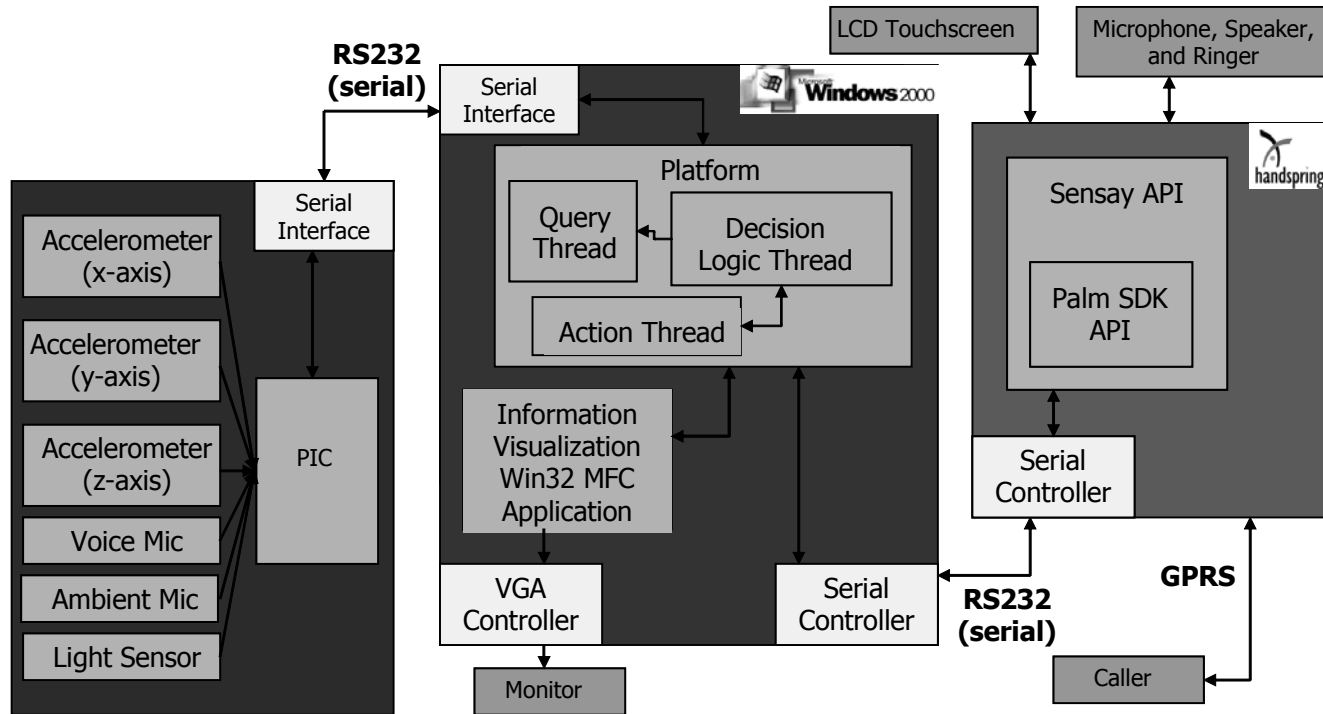 RS232
(serial)
Serial
Interface
Accelerometer
(x-axis)
Accelerometer
(y-axis)
Accelerometer
(z-axis)
Voice Mic
Ambient Mic
Light Sensor
PIC
Serial
Interface
Microsoft
Windows 2000
Platform
Query
Thread
Decision
Logic Thread
Action Thread
Information
Visualization
Win32 MFC
Application
VGA
Controller
Monitor
Serial
Controller
RS232
(serial)
LCD Touchscreen
Microphone, Speaker,
and Ringer
handspring
Sensay API
Palm SDK
API
Serial
Controller
GPRS
Caller